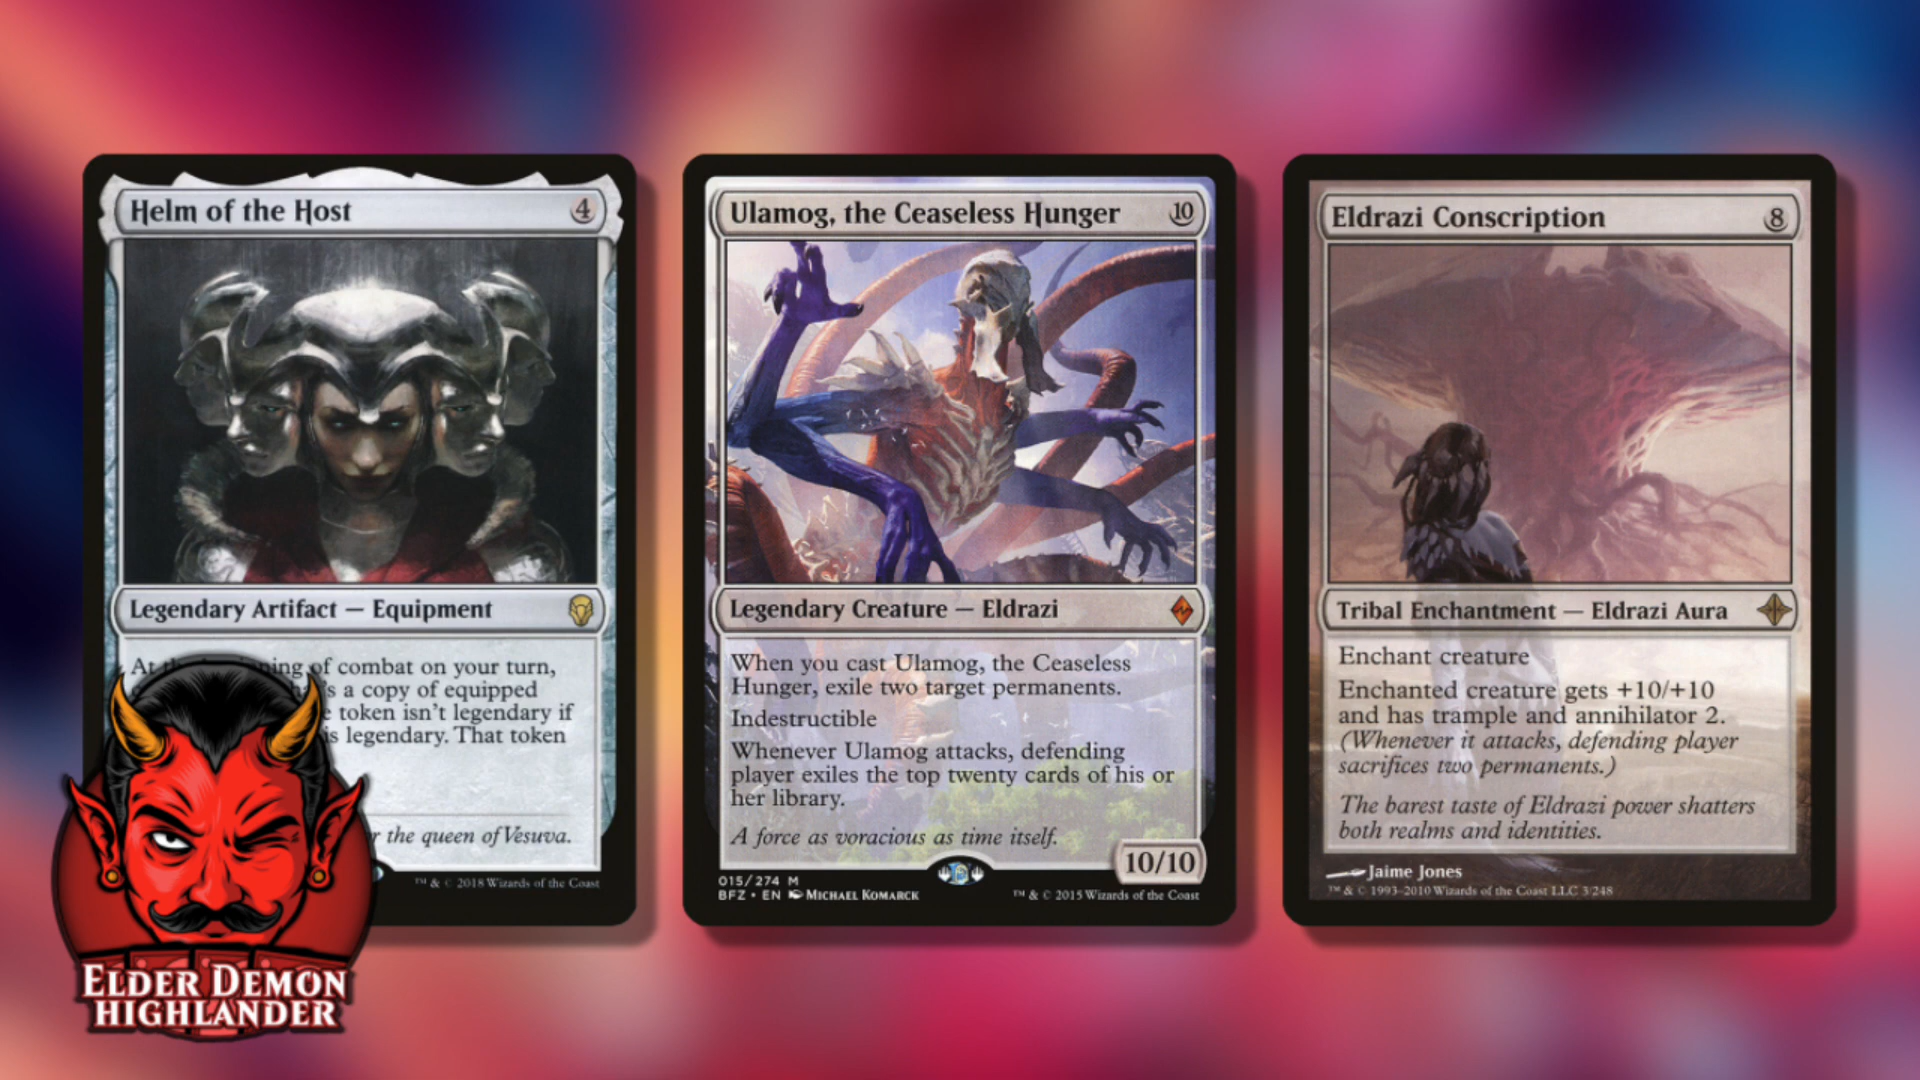 Helm of the Host
4
Legendary Artifact — Equipment
At the beginning of combat on your turn,
a copy of equipped
token isn't legendary if
is legendary. That token
the queen of Vesuva.
™ & © 2018 Wizards of the Coast
ELDER DEMON
HIGHLANDER
Ulamog, the Ceaseless Hunger
10
Legendary Creature — Eldrazi
When you cast Ulamog, the Ceaseless
Hunger, exile two target permanents.
Indestructible
Whenever Ulamog attacks, defending
player exiles the top twenty cards of his or
her library.
A force as voracious as time itself.
10/10
015/274 M
BFZ • EN MICHAEL KOMARCK
™ & © 2015 Wizards of the Coast
Eldrazi Conscription
8
Tribal Enchantment — Eldrazi Aura
Enchant creature
Enchanted creature gets +10/+10
and has trample and annihilator 2.
(Whenever it attacks, defending player
sacrifices two permanents.)
The barest taste of Eldrazi power shatters
both realms and identities.
Jaime Jones
™ & © 1993–2010 Wizards of the Coast LLC 3/248